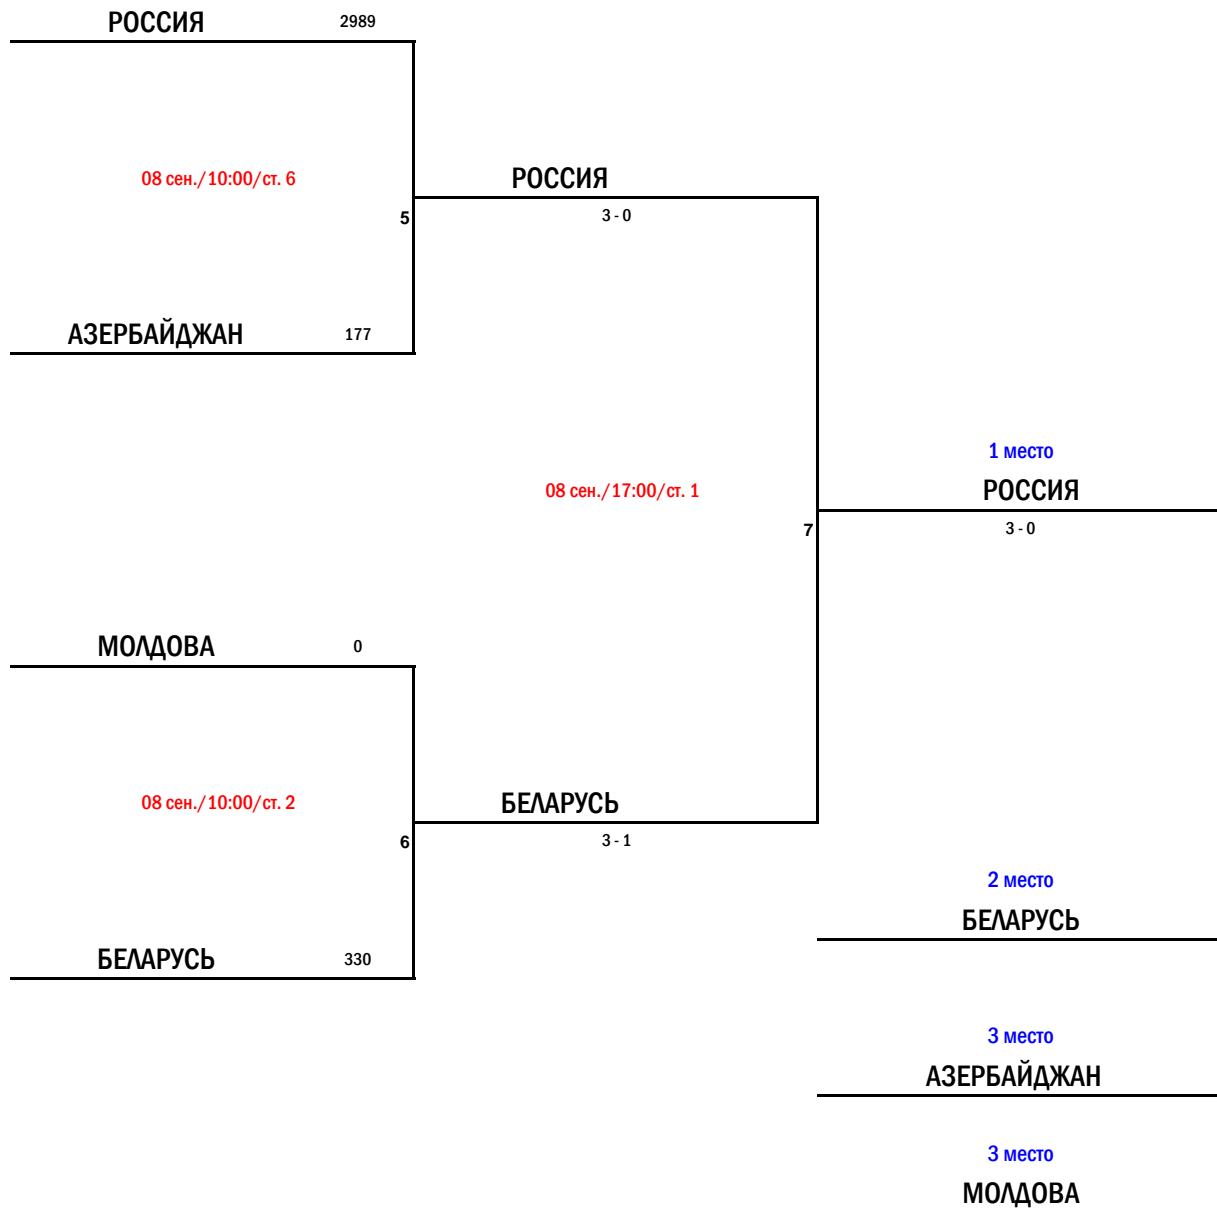 РОССИЯ 2989
08 сен./10:00/ст. 6
РОССИЯ
5
3 - 0
АЗЕРБАЙДЖАН 177
1 место
08 сен./17:00/ст. 1
РОССИЯ
7
3 - 0
МОЛДОВА 0
08 сен./10:00/ст. 2
БЕЛАРУСЬ
6
3 - 1
2 место
БЕЛАРУСЬ
БЕЛАРУСЬ 330
3 место
АЗЕРБАЙДЖАН
3 место
МОЛДОВА